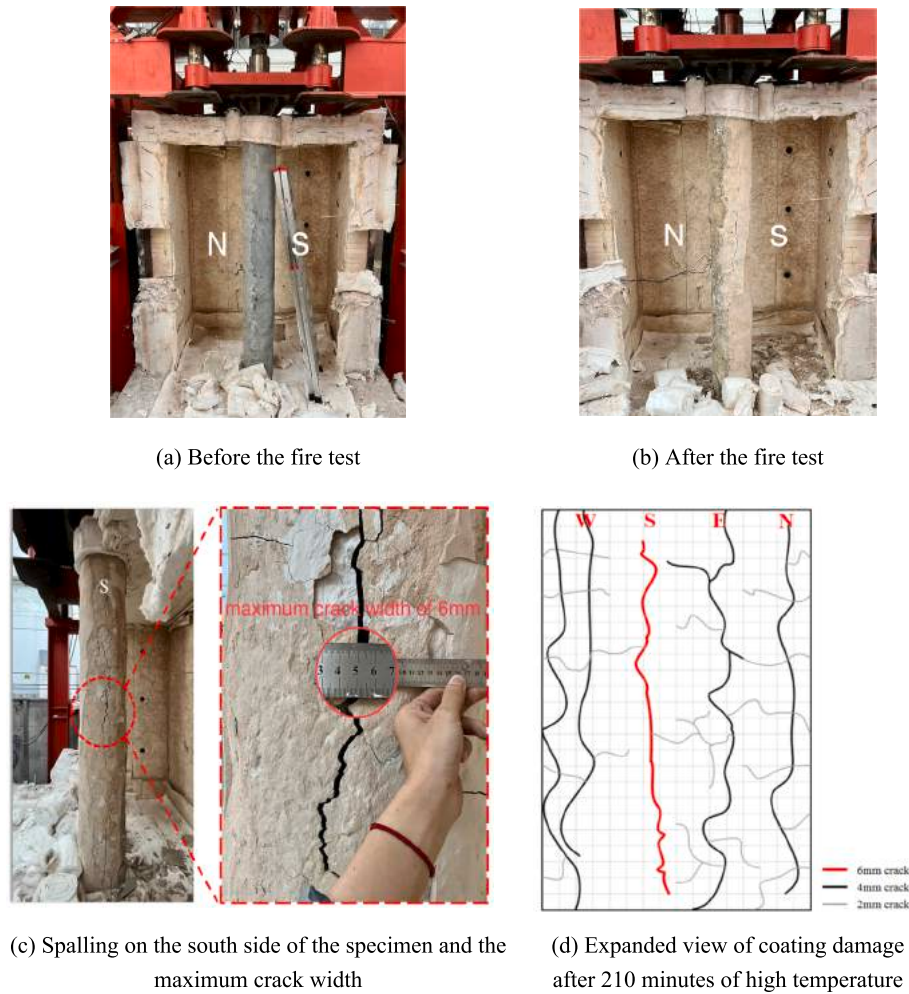 N
S
N
S
(a) Before the fire test
(b) After the fire test
S
maximum crack width of 6mm
3 4 5 6 7
W S E N
6mm crack
4mm crack
2mm crack
(c) Spalling on the south side of the specimen and the
maximum crack width
(d) Expanded view of coating damage
after 210 minutes of high temperature